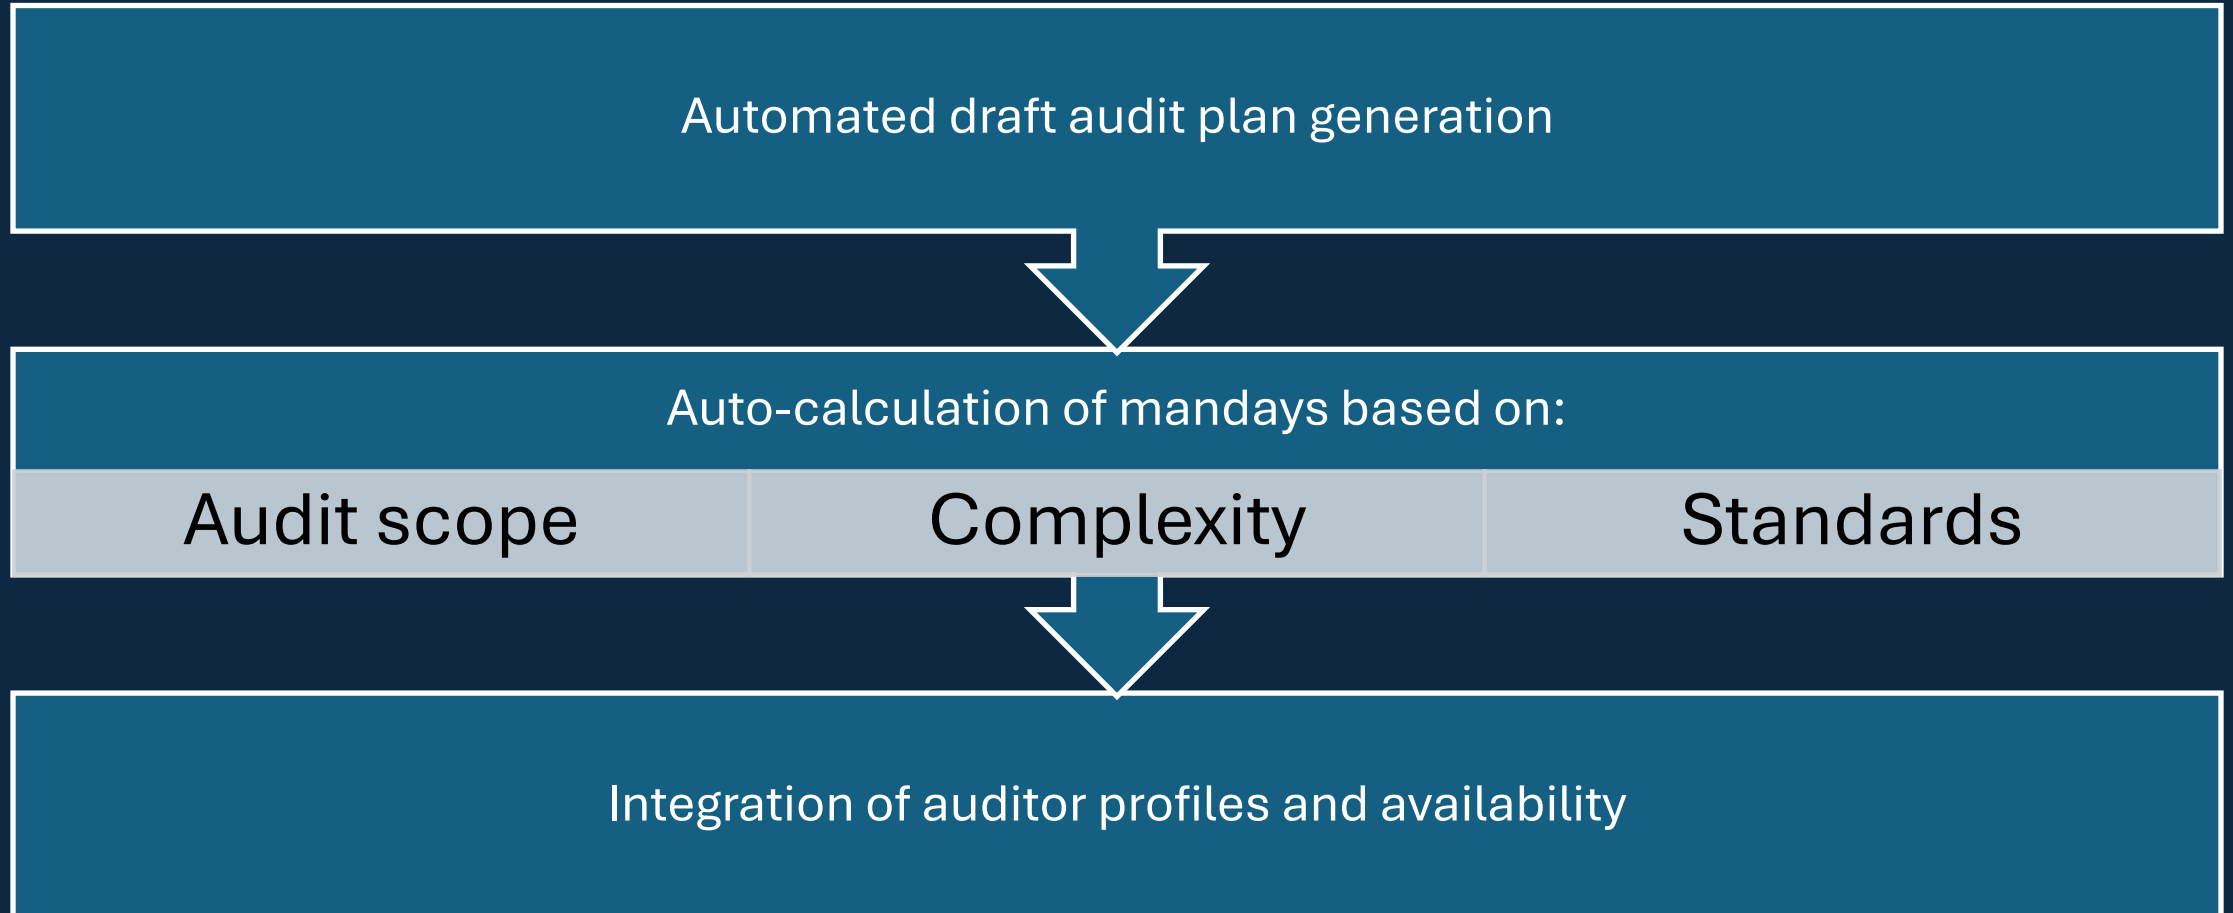 Automated draft audit plan generation
Auto-calculation of mandays based on:
Audit scope
Complexity
Standards
Integration of auditor profiles and availability